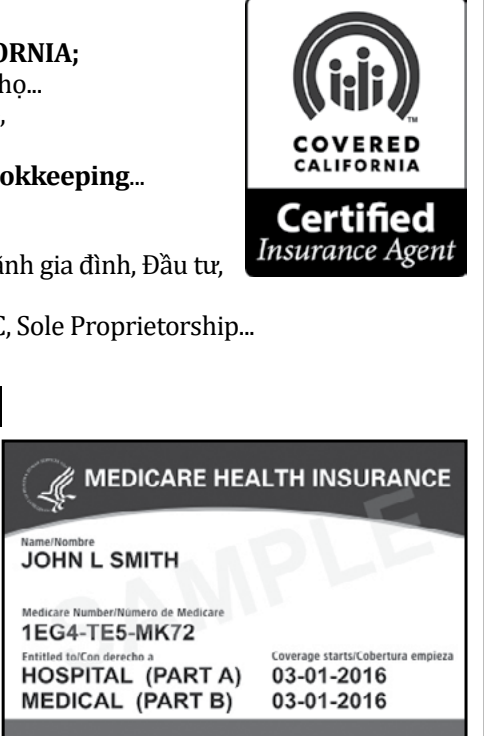 ORNIA;
họ...
,
okkeeping...
ãnh gia đình, Đầu tư,
C, Sole Proprietorship...
COVERED
CALIFORNIA
TM
Certified
Insurance Agent
MEDICARE HEALTH INSURANCE
Name/Nombre
JOHN L SMITH
SAMPLE
Medicare Number/Número de Medicare
1EG4-TE5-MK72
Entitled to/Con derecho a Coverage starts/Cobertura empieza
HOSPITAL (PART A) 03-01-2016
MEDICAL (PART B) 03-01-2016